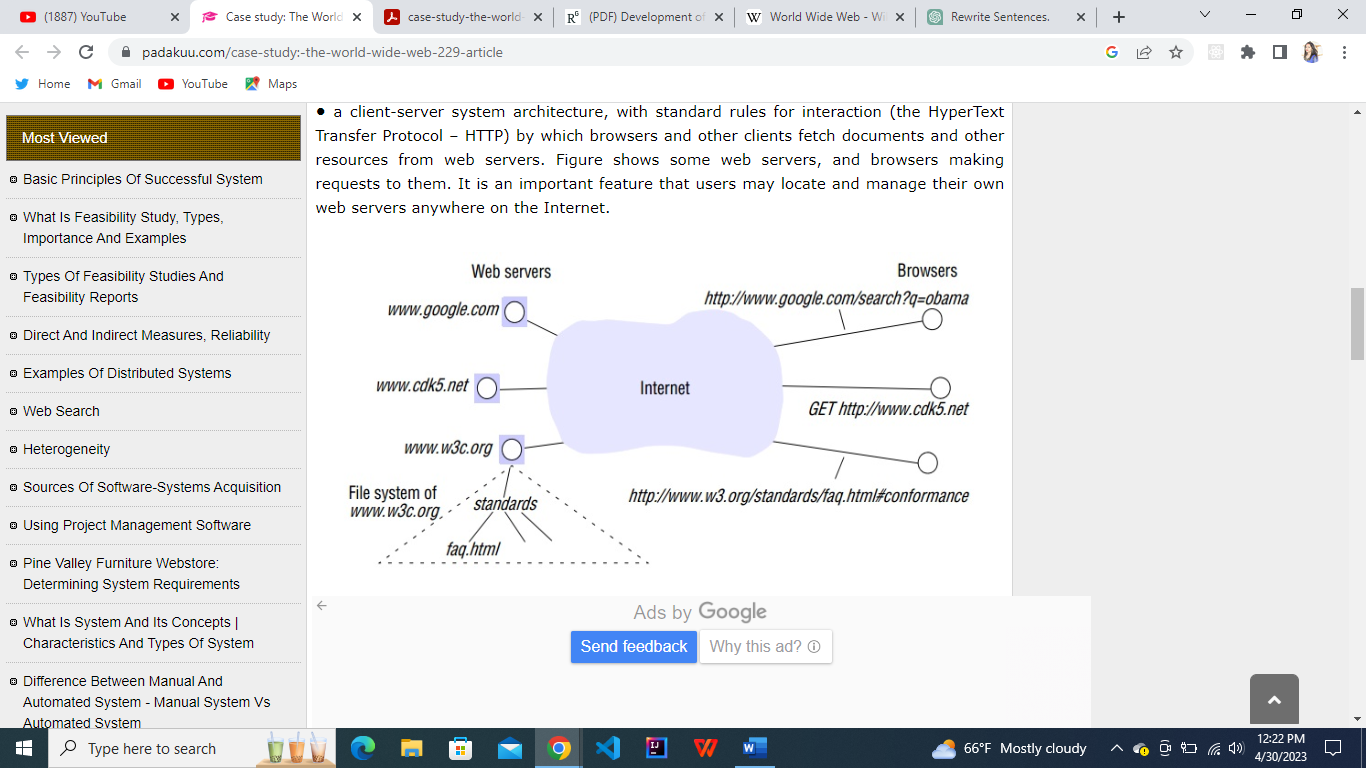 (1887) YouTube
Case study: The World
case-study-the-world-
(PDF) Development of
World Wide Web - Wi
Rewrite Sentences.
padakuu.com/case-study:-the-world-wide-web-229-article
Home
Gmail
YouTube
Maps
Most Viewed
Basic Principles Of Successful System
What Is Feasibility Study, Types,
Importance And Examples
Types Of Feasibility Studies And
Feasibility Reports
Direct And Indirect Measures, Reliability
Examples Of Distributed Systems
Web Search
Heterogeneity
Sources Of Software-Systems Acquisition
Using Project Management Software
Pine Valley Furniture Webstore:
Determining System Requirements
What Is System And Its Concepts |
Characteristics And Types Of System
Difference Between Manual And
Automated System - Manual System Vs
Automated System
● a client-server system architecture, with standard rules for interaction (the HyperText
Transfer Protocol – HTTP) by which browsers and other clients fetch documents and other
resources from web servers. Figure shows some web servers, and browsers making
requests to them. It is an important feature that users may locate and manage their own
web servers anywhere on the Internet.
Web servers
Browsers
www.google.com
http://www.google.com/search?q=obama
www.cdk5.net
Internet
GET http://www.cdk5.net
www.w3c.org
File system of
www.w3c.org
standards
faq.html
http://www.w3.org/standards/faq.html#conformance
Ads by Google
Send feedback
Why this ad?
Type here to search
66°F Mostly cloudy
12:22 PM
4/30/2023